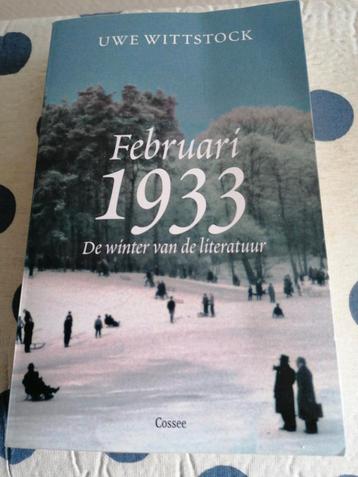 UWE WITTSTOCK
Februari
1933
De winter van de literatuur
Cossee